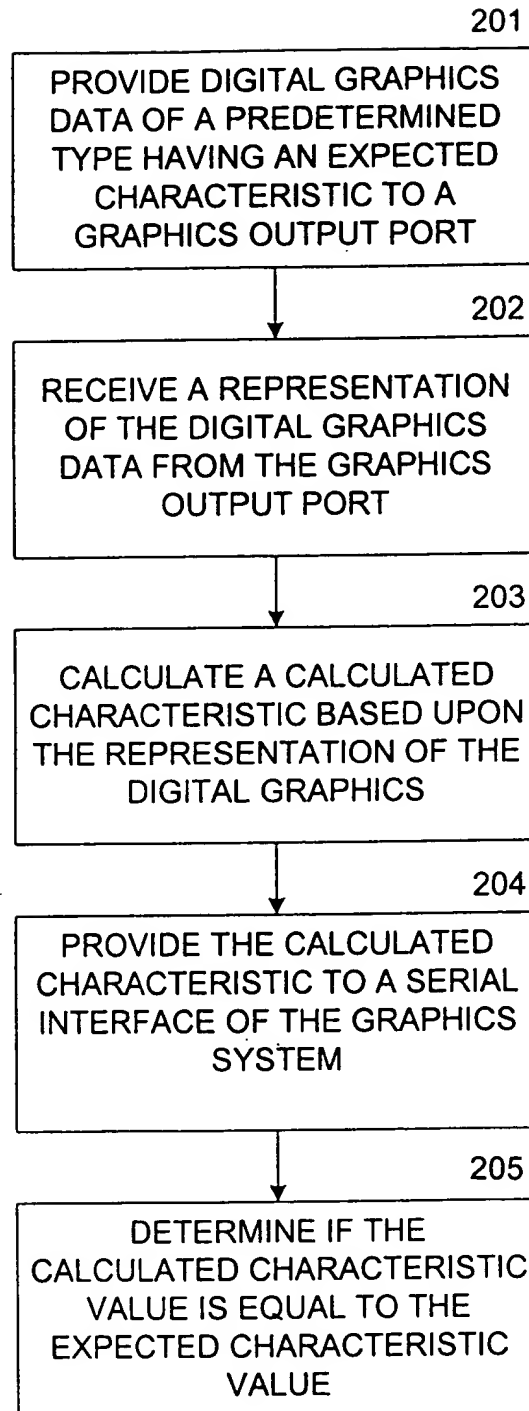 201
PROVIDE DIGITAL GRAPHICS
DATA OF A PREDETERMINED
TYPE HAVING AN EXPECTED
CHARACTERISTIC TO A
GRAPHICS OUTPUT PORT
202
RECEIVE A REPRESENTATION
OF THE DIGITAL GRAPHICS
DATA FROM THE GRAPHICS
OUTPUT PORT
203
CALCULATE A CALCULATED
CHARACTERISTIC BASED UPON
THE REPRESENTATION OF THE
DIGITAL GRAPHICS
204
PROVIDE THE CALCULATED
CHARACTERISTIC TO A SERIAL
INTERFACE OF THE GRAPHICS
SYSTEM
205
DETERMINE IF THE
CALCULATED CHARACTERISTIC
VALUE IS EQUAL TO THE
EXPECTED CHARACTERISTIC
VALUE